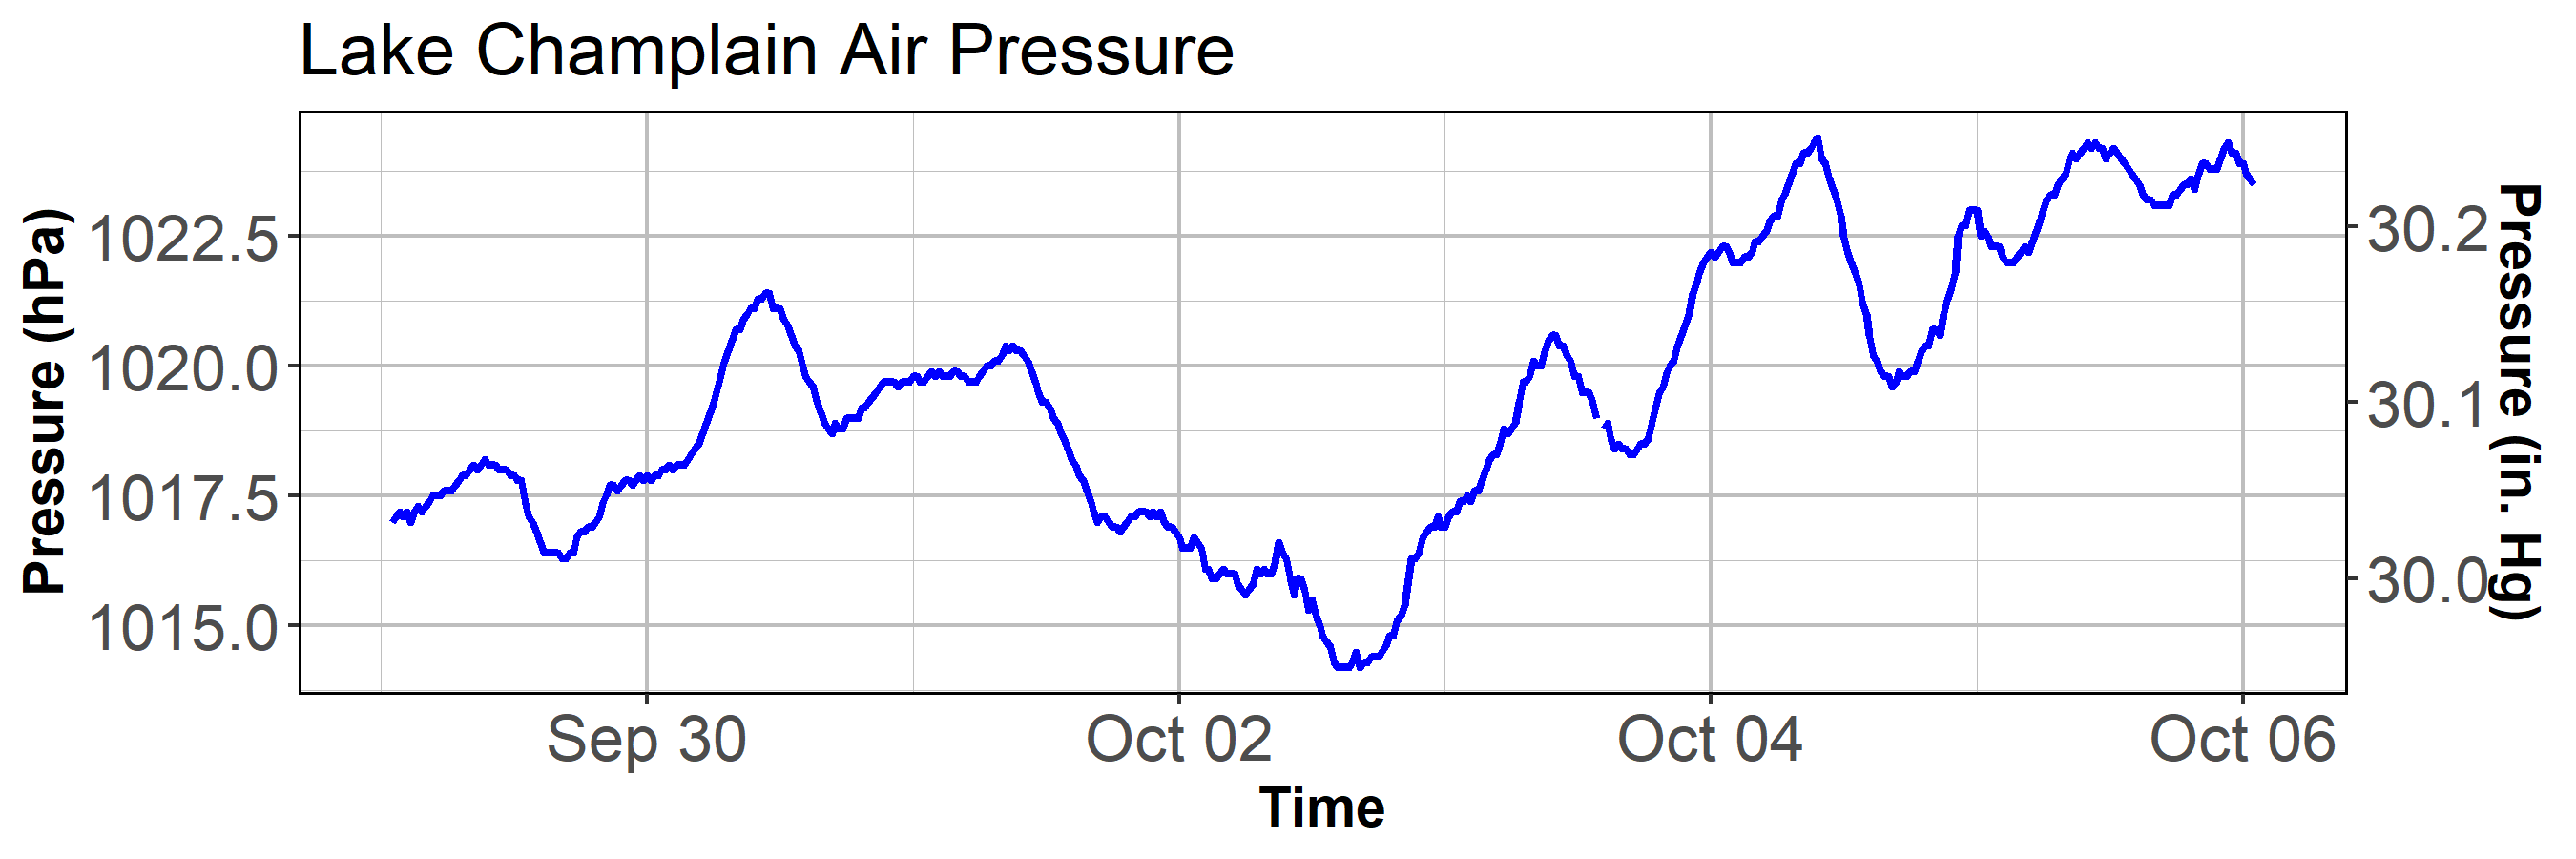 Lake Champlain Air Pressure
Pressure (hPa)
1022.5
1020.0
1017.5
1015.0
30.2
30.1
30.0
Pressure (in. Hg)
Sep 30
Oct 02
Oct 04
Oct 06
Time